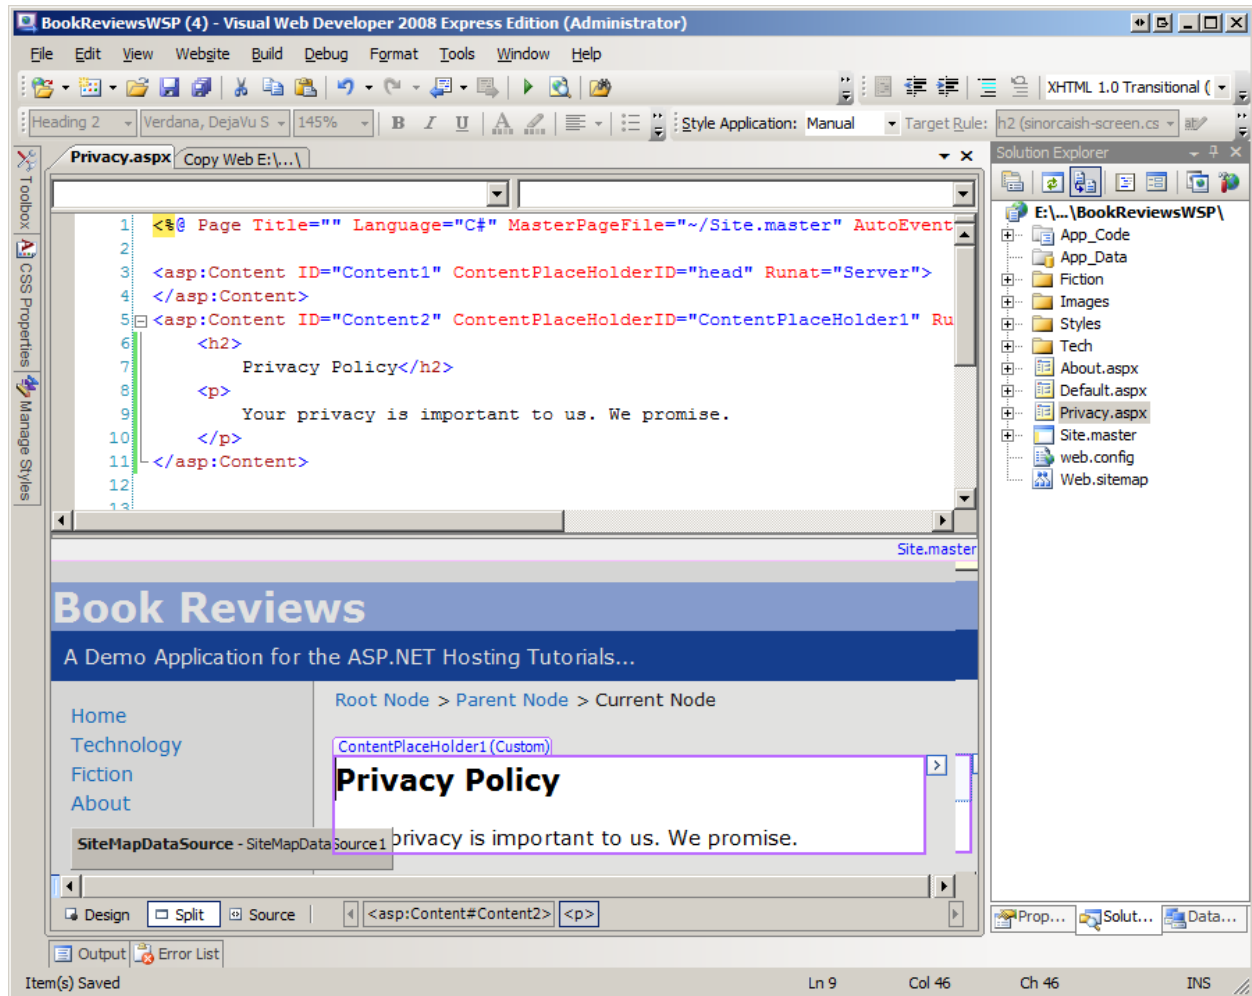 BookReviewsWSP (4) - Visual Web Developer 2008 Express Edition (Administrator)
File Edit View Website Build Debug Format Tools Window Help
XHTML 1.0 Transitional (
Heading 2 Verdana, DejaVu S 145% B I U A Style Application: Manual Target Rule: h2 (sinorcaish-screen.cs
Toolbox
CSS Properties
Manage Styles
Privacy.aspx Copy Web E:\...\
1 <%@ Page Title="" Language="C#" MasterPageFile="~/Site.master" AutoEvent
2
3 <asp:Content ID="Content1" ContentPlaceHolderID="head" Runat="Server">
4 </asp:Content>
5 <asp:Content ID="Content2" ContentPlaceHolderID="ContentPlaceHolder1" Ru
6 <h2>
7 Privacy Policy</h2>
8 <p>
9 Your privacy is important to us. We promise.
10 </p>
11 </asp:Content>
12
13
Site.master
Book Reviews
A Demo Application for the ASP.NET Hosting Tutorials...
Home
Technology
Fiction
About
SiteMapDataSource - SiteMapDataSource1
Root Node > Parent Node > Current Node
ContentPlaceHolder1 (Custom)
Privacy Policy
privacy is important to us. We promise.
Design Split Source <asp:Content#Content2> <p>
Solution Explorer
E:\...\BookReviewsWSP\
App_Code
App_Data
Fiction
Images
Styles
Tech
About.aspx
Default.aspx
Privacy.aspx
Site.master
web.config
Web.sitemap
Prop... Solut... Data...
Output Error List
Item(s) Saved Ln 9 Col 46 Ch 46 INS